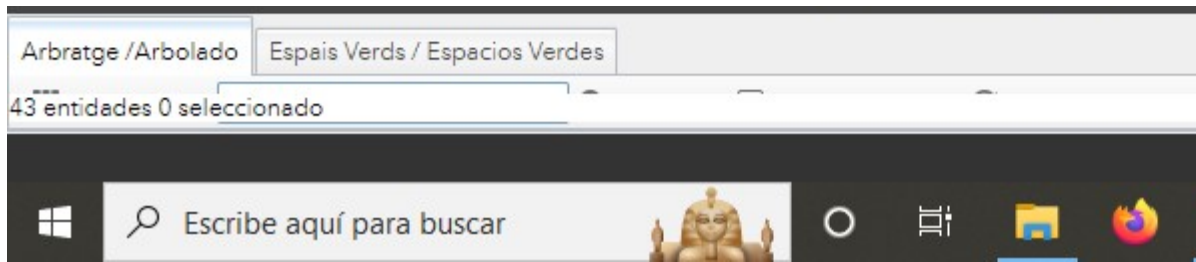 Arbratge /Arbolado
Espais Verds / Espacios Verdes
43 entidades 0 seleccionado
Escribe aquí para buscar